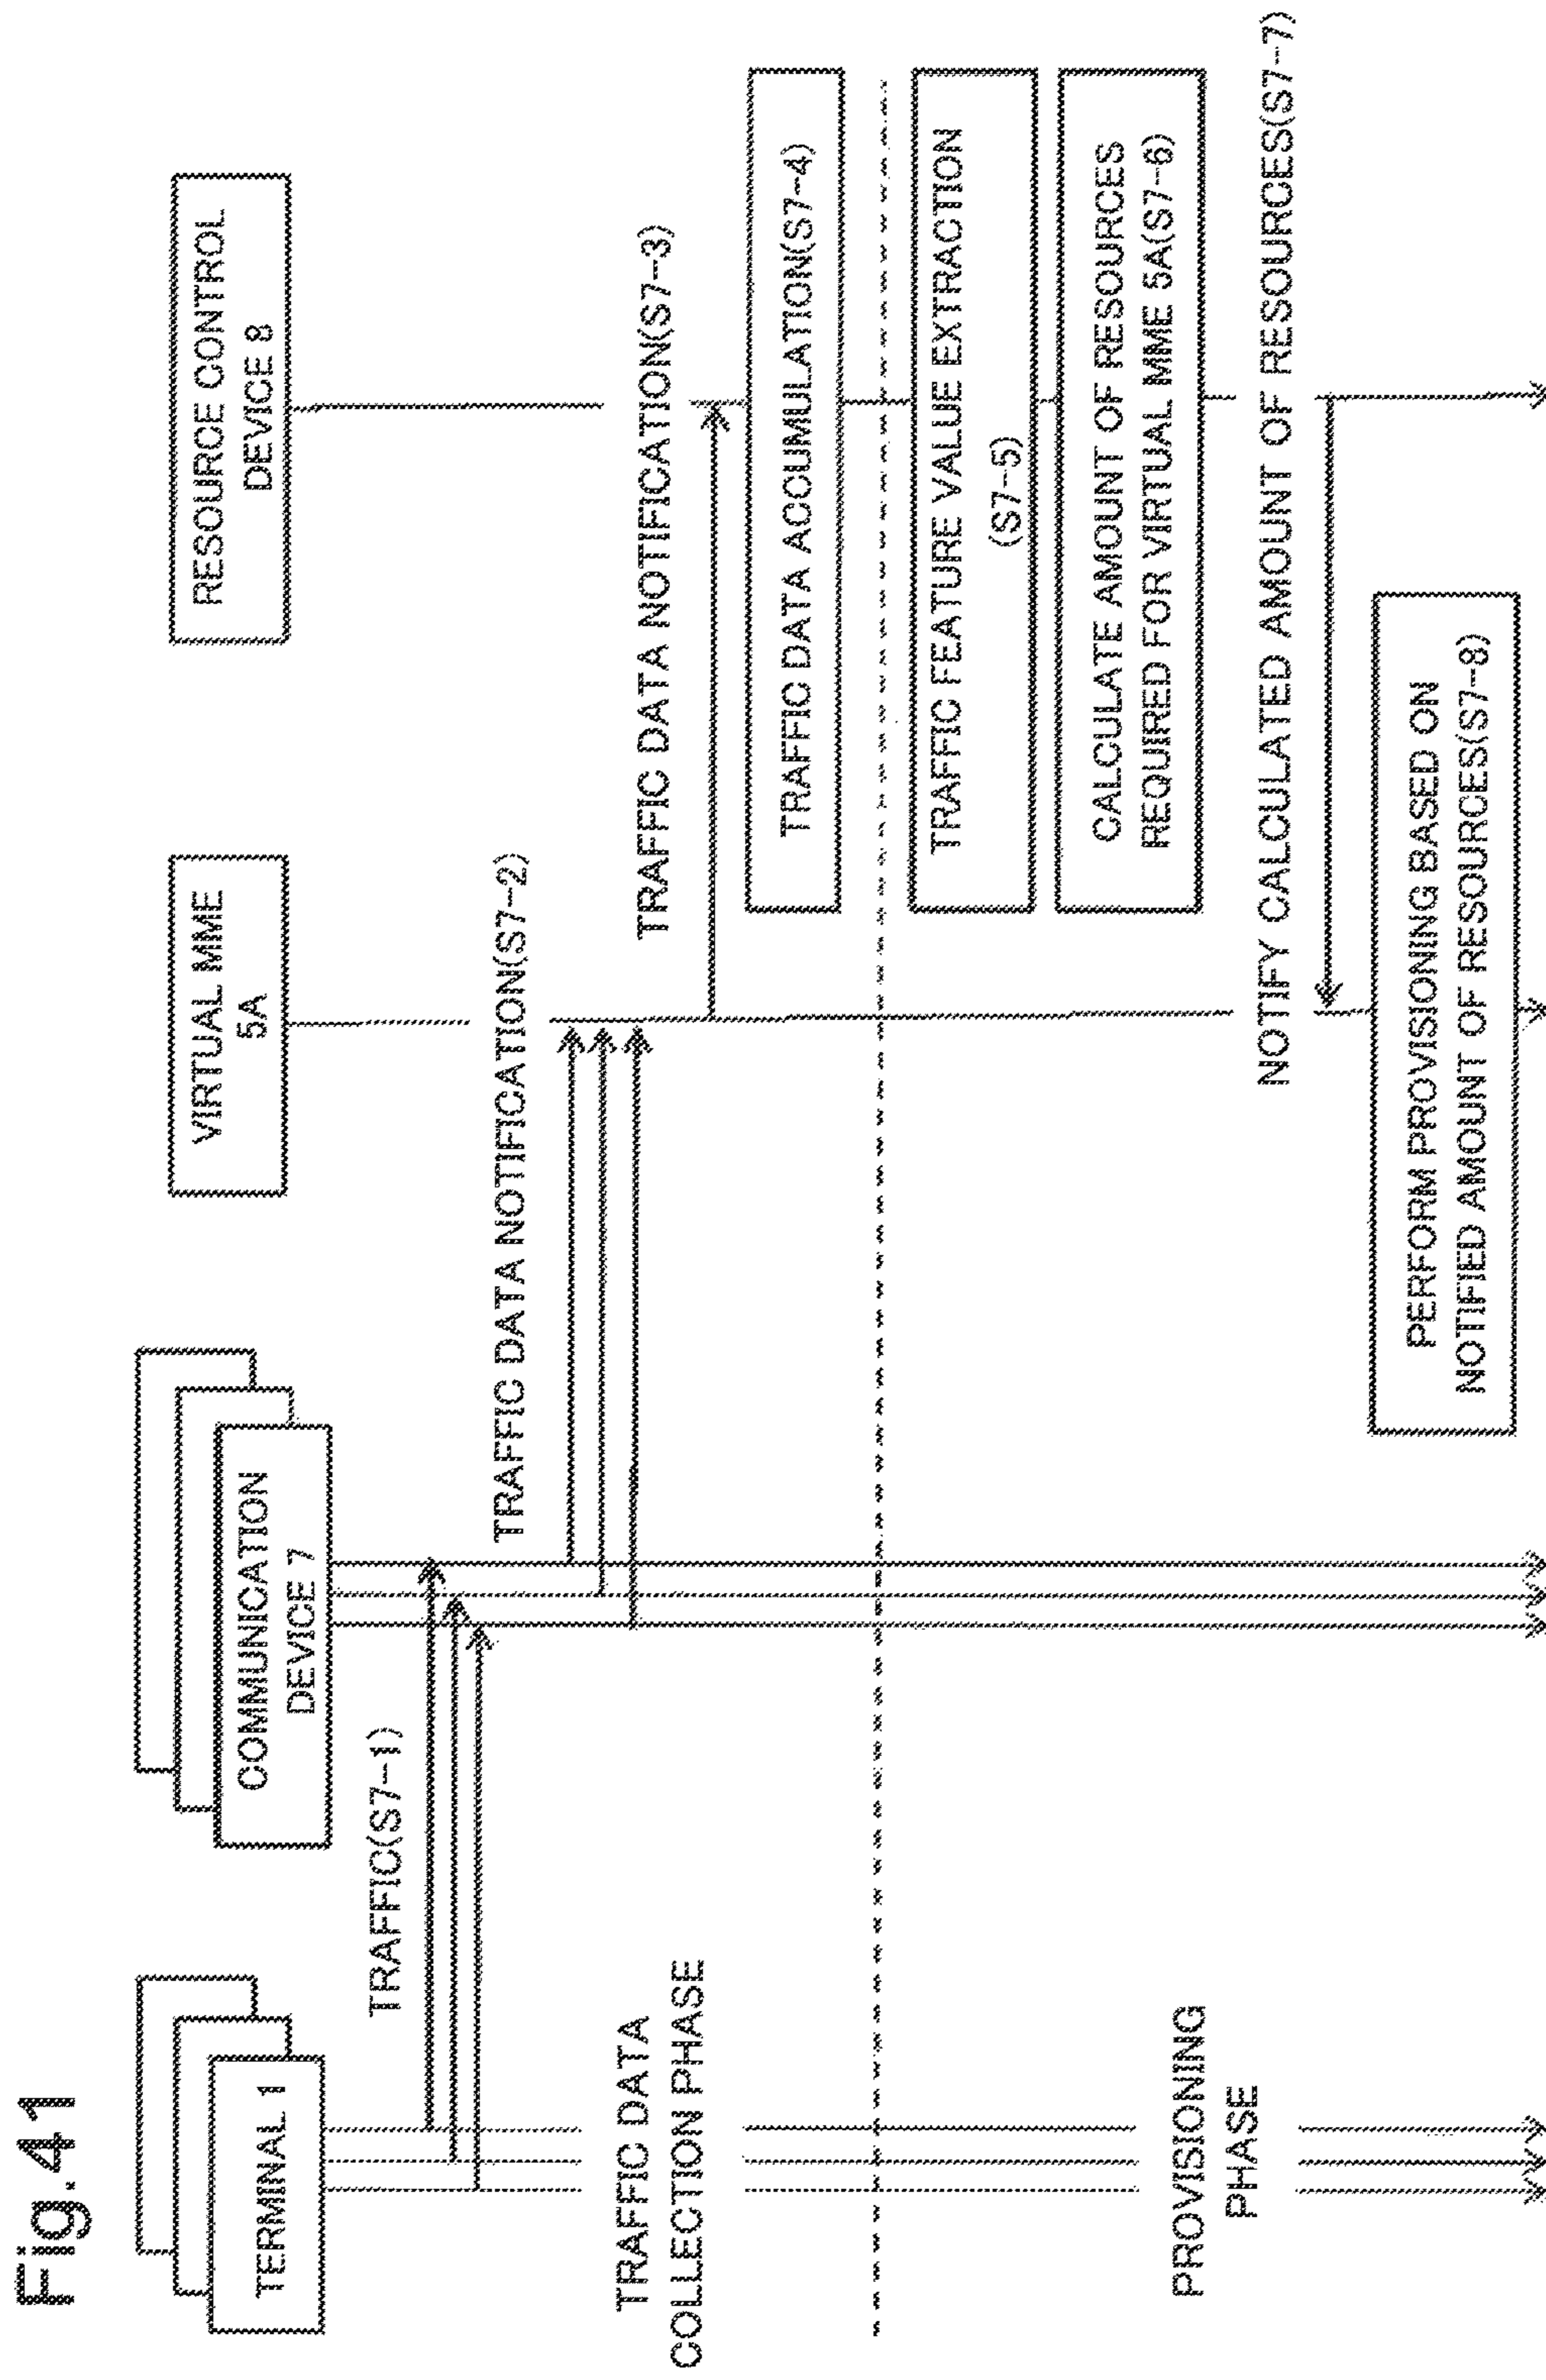 Fig.41
TERMINAL 1
COMMUNICATION
DEVICE 7
VIRTUAL MME
5A
RESOURCE CONTROL
DEVICE 8
TRAFFIC(S7-1)
TRAFFIC DATA NOTIFICATION(S7-2)
TRAFFIC DATA NOTIFICATION(S7-3)
TRAFFIC DATA
COLLECTION PHASE
TRAFFIC DATA ACCUMULATION(S7-4)
TRAFFIC FEATURE VALUE EXTRACTION
(S7-5)
CALCULATE AMOUNT OF RESOURCES
REQUIRED FOR VIRTUAL MME 5A(S7-6)
PROVISIONING
PHASE
NOTIFY CALCULATED AMOUNT OF RESOURCES(S7-7)
PERFORM PROVISIONING BASED ON
NOTIFIED AMOUNT OF RESOURCES(S7-8)